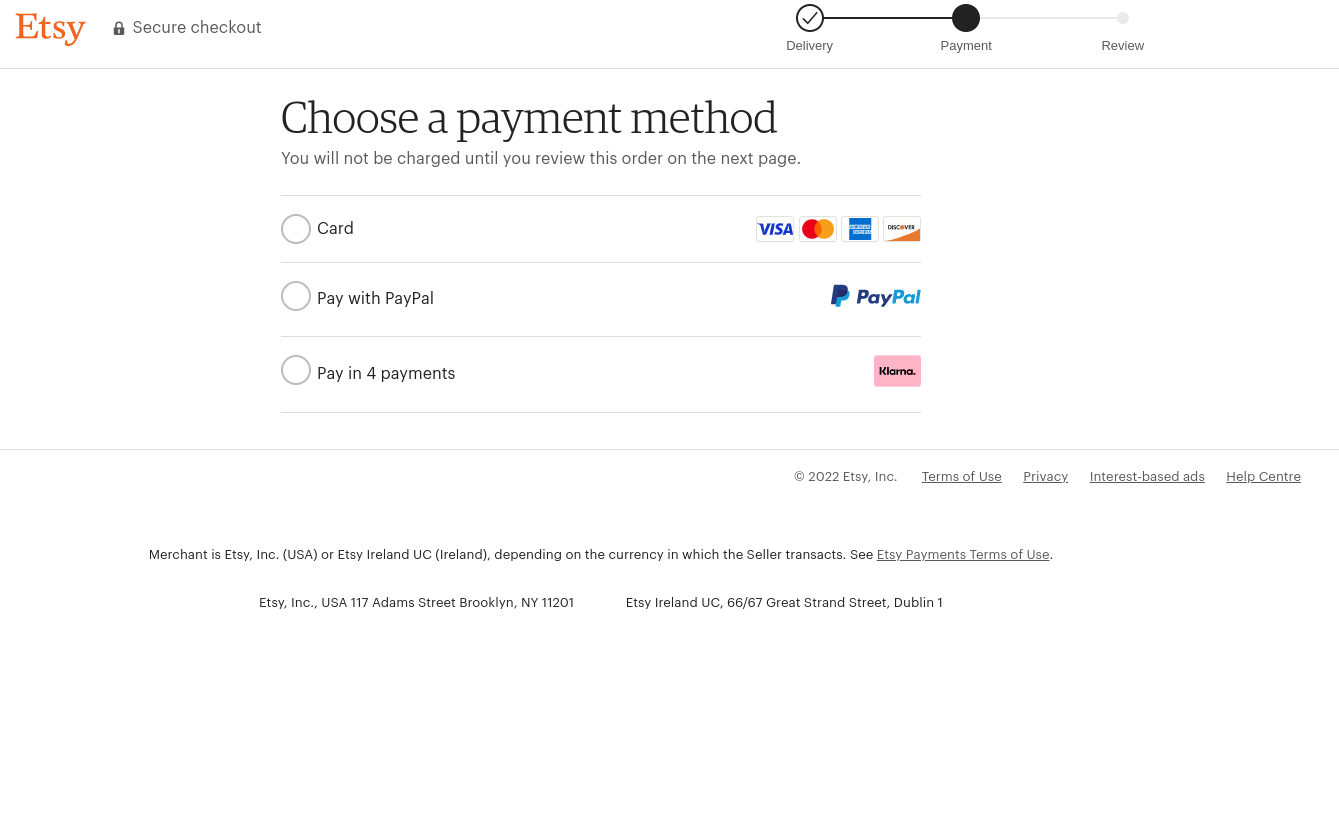 Etsy
Secure checkout
Delivery
Payment
Review
Choose a payment method
You will not be charged until you review this order on the next page.
Card
VISA
DISCOVER
Pay with PayPal
PayPal
Pay in 4 payments
Klarna.
© 2022 Etsy, Inc. Terms of Use Privacy Interest-based ads Help Centre
Merchant is Etsy, Inc. (USA) or Etsy Ireland UC (Ireland), depending on the currency in which the Seller transacts. See Etsy Payments Terms of Use.
Etsy, Inc., USA 117 Adams Street Brooklyn, NY 11201
Etsy Ireland UC, 66/67 Great Strand Street, Dublin 1